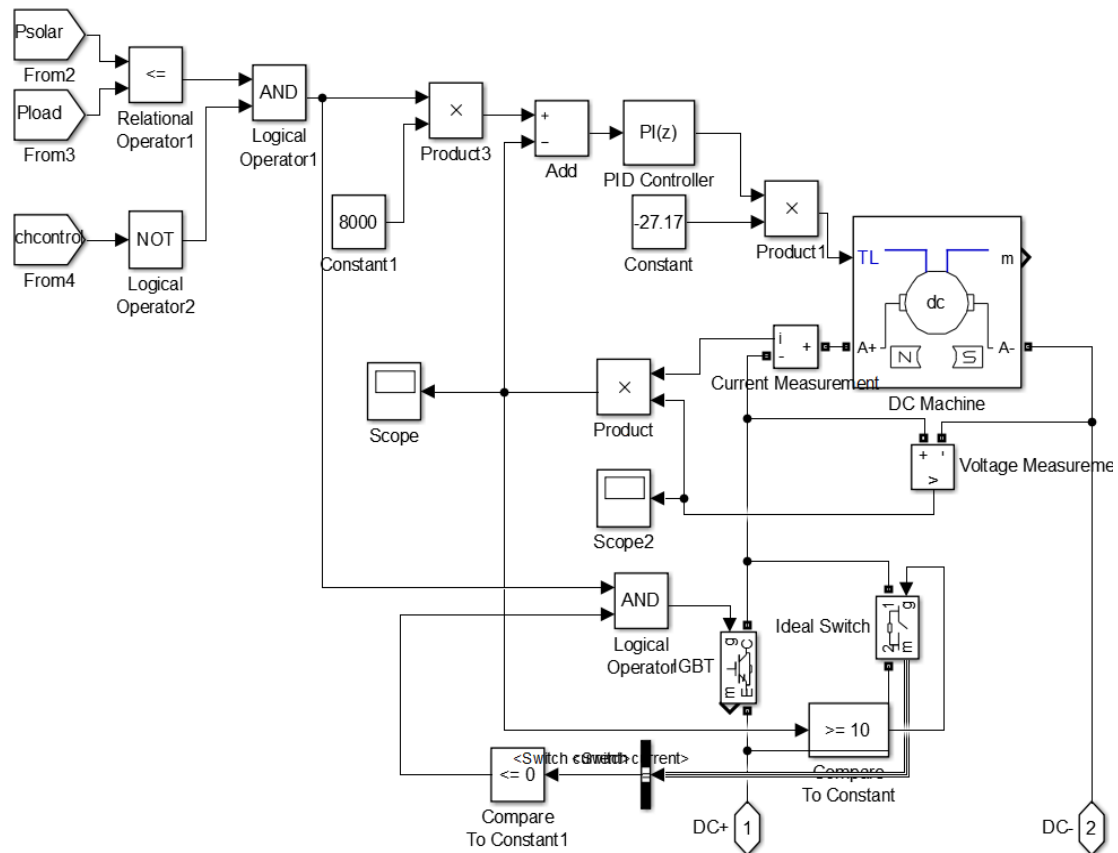 Psolar
From2
Pload
From3
<=
Relational
Operator1
AND
Logical
Operator1
chcontrol
From4
NOT
Logical
Operator2
8000
Constant1
×
Product3
+
−
Add
PI(z)
PID Controller
-27.17
Constant
×
Product1
TL
m
dc
A+
A-
N
S
DC Machine
i
+
-
Current Measurement
Scope
×
Product
+
-
v
Voltage Measureme
Scope2
AND
Logical
Operator
IGBT
g
C
m
E
Ideal Switch
1
g
2
m
>= 10
Compare
To Constant
<= 0
Compare
To Constant1
DC+
1
DC-
2